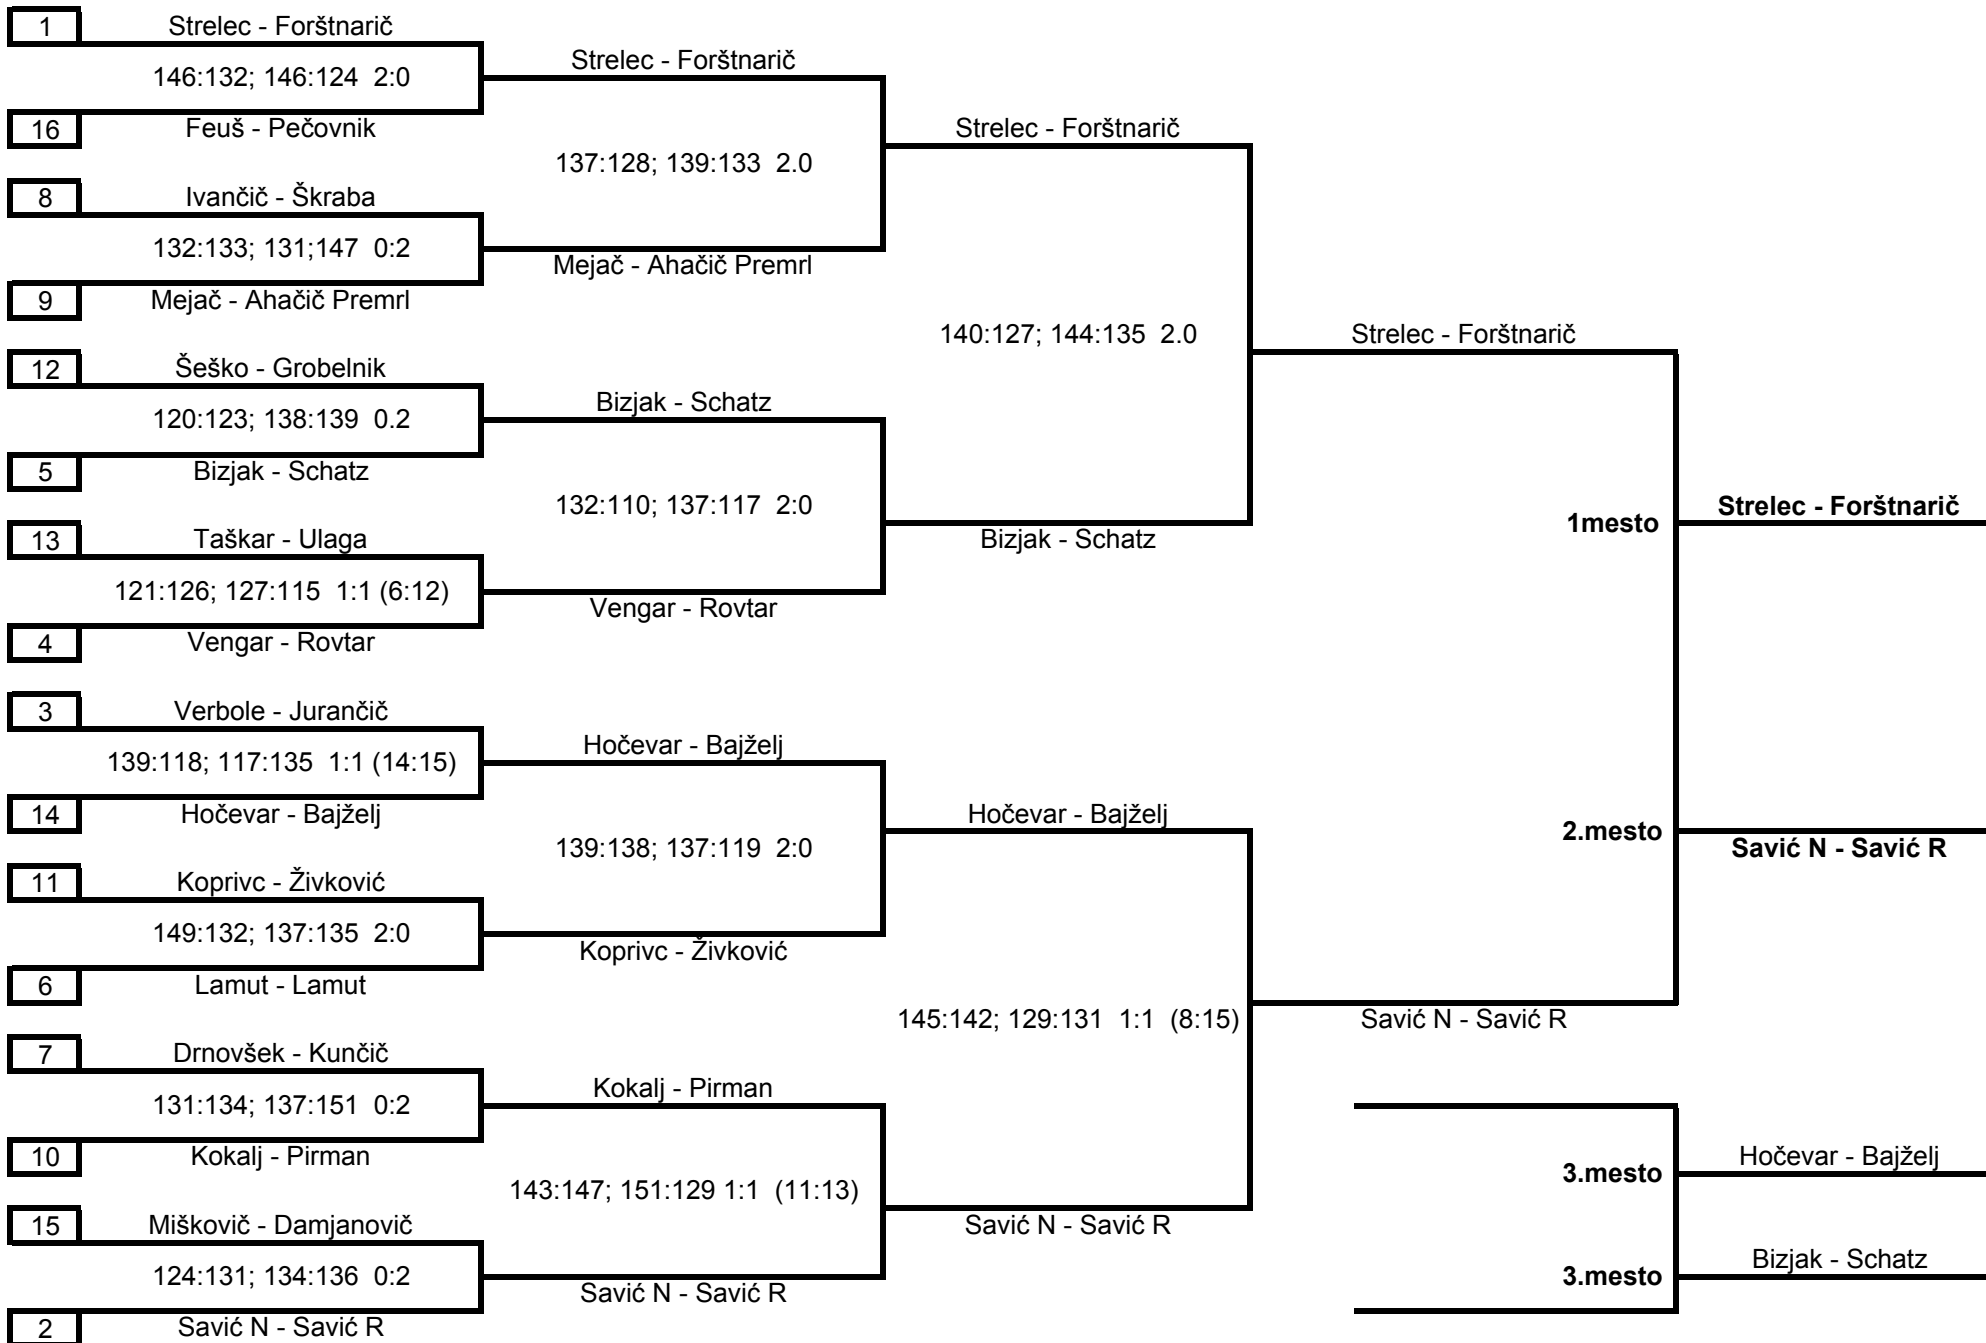 1 Strelec - Forštnarič
146:132; 146:124 2:0
16 Feuš - Pečovnik
8 Ivančič - Škraba
132:133; 131;147 0:2
9 Mejač - Ahačič Premrl
12 Šeško - Grobelnik
120:123; 138:139 0.2
5 Bizjak - Schatz
13 Taškar - Ulaga
121:126; 127:115 1:1 (6:12)
4 Vengar - Rovtar
3 Verbole - Jurančič
139:118; 117:135 1:1 (14:15)
14 Hočevar - Bajželj
11 Koprivc - Živković
149:132; 137:135 2:0
6 Lamut - Lamut
7 Drnovšek - Kunčič
131:134; 137:151 0:2
10 Kokalj - Pirman
15 Miškovič - Damjanovič
124:131; 134:136 0:2
2 Savić N - Savić R
Strelec - Forštnarič
137:128; 139:133 2.0
Mejač - Ahačič Premrl
Bizjak - Schatz
132:110; 137:117 2:0
Vengar - Rovtar
Hočevar - Bajželj
139:138; 137:119 2:0
Koprivc - Živković
Kokalj - Pirman
143:147; 151:129 1:1 (11:13)
Savić N - Savić R
Strelec - Forštnarič
140:127; 144:135 2.0
Bizjak - Schatz
Hočevar - Bajželj
145:142; 129:131 1:1 (8:15)
Savić N - Savić R
Strelec - Forštnarič
Savić N - Savić R
1mesto Strelec - Forštnarič
2.mesto Savić N - Savić R
3.mesto Hočevar - Bajželj
3.mesto Bizjak - Schatz